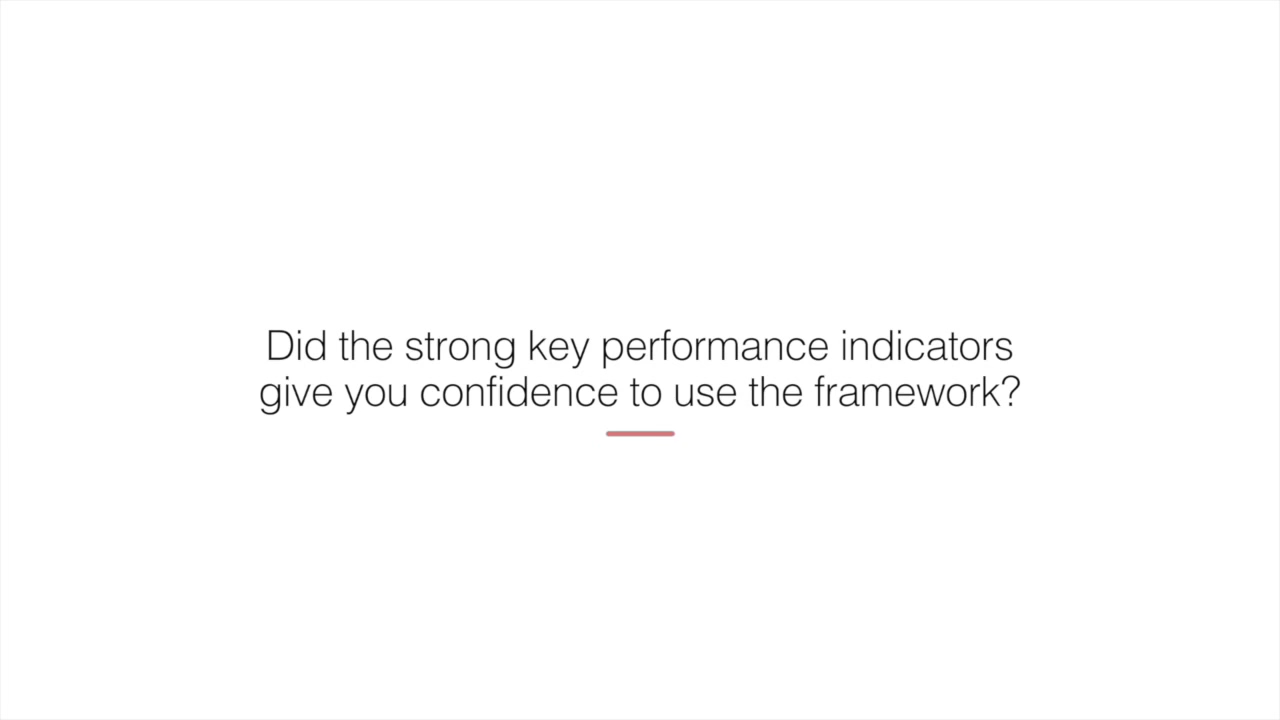 Did the strong key performance indicators
give you confidence to use the framework?